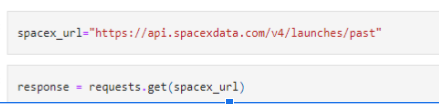 spacex_url="https://api.spacexdata.com/v4/launches/past"
response = requests.get(spacex_url)